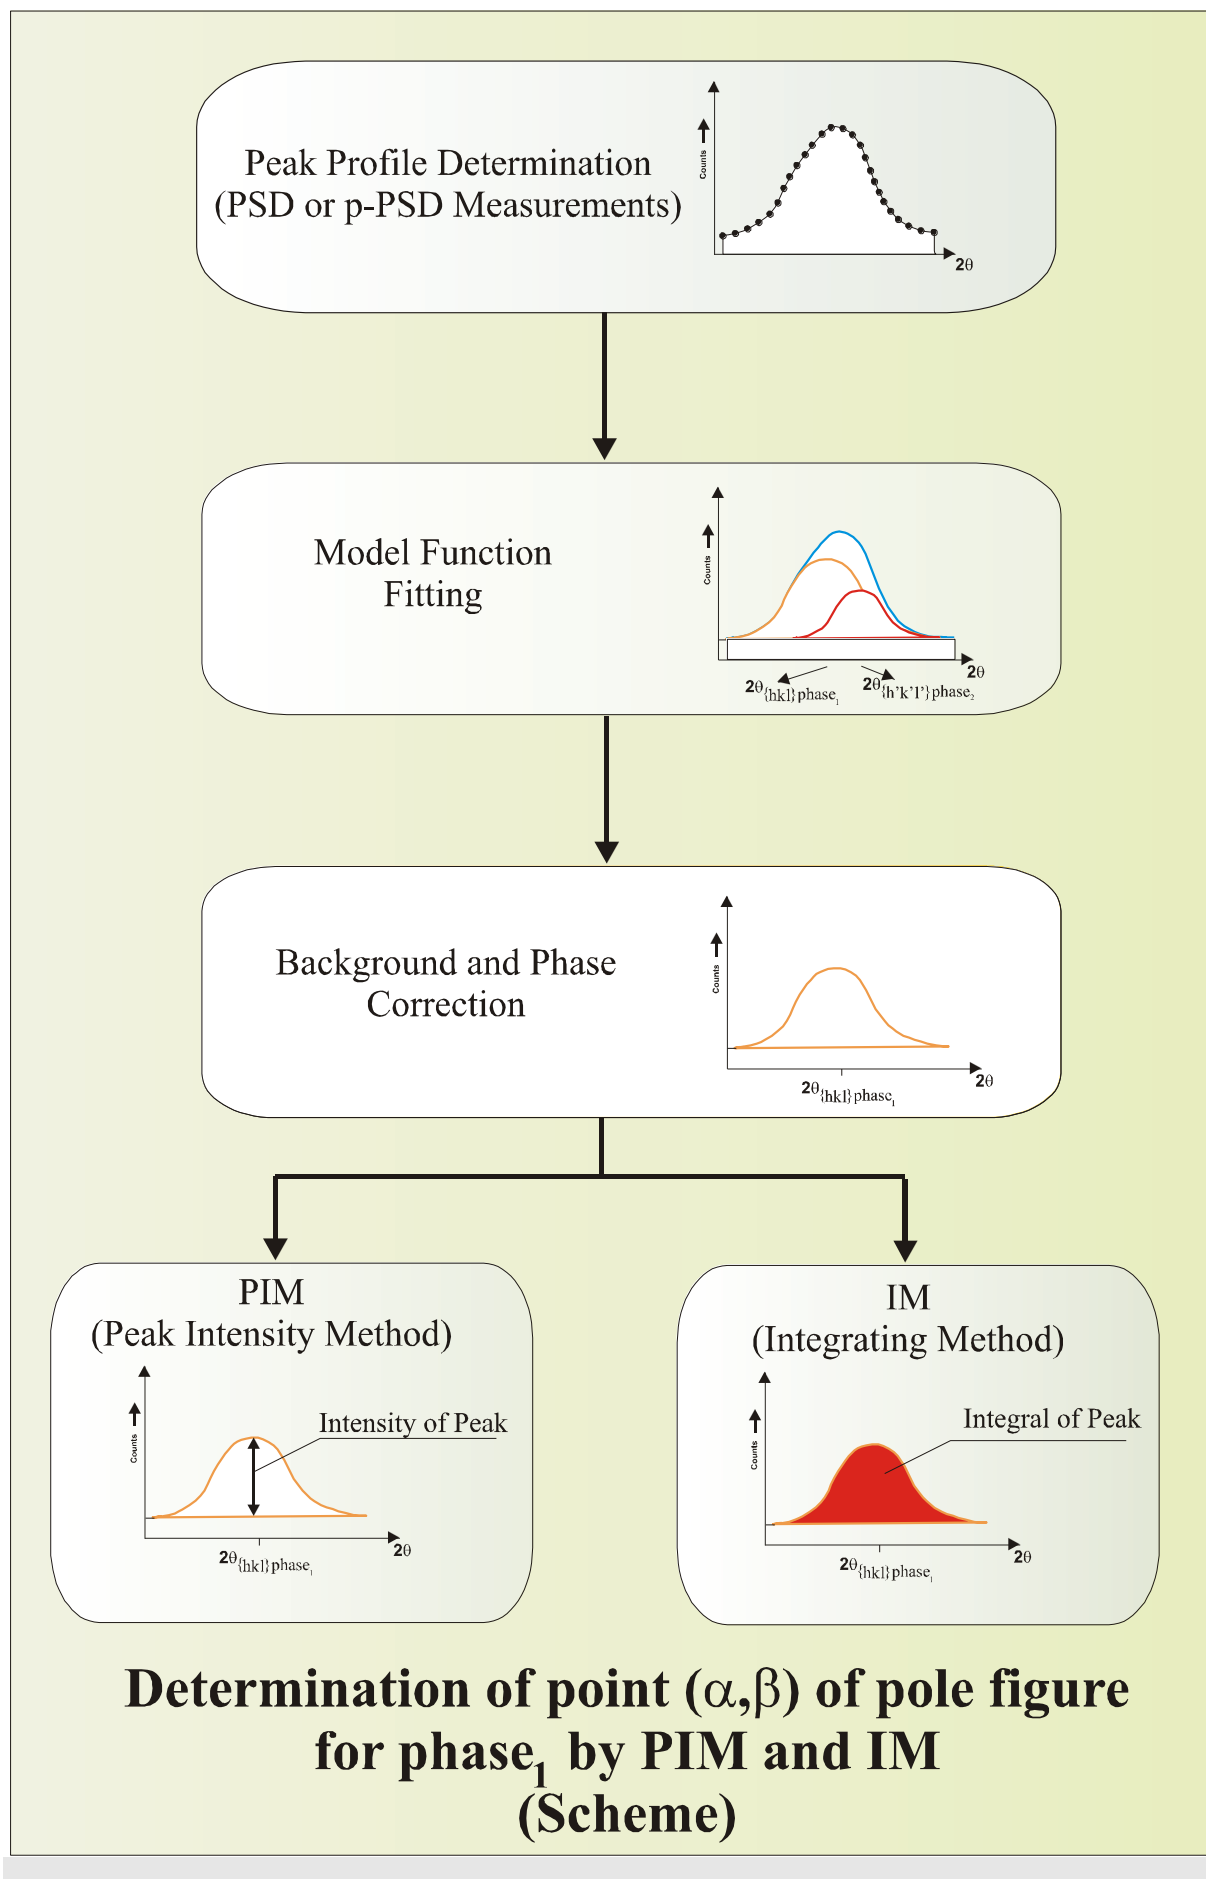 Peak Profile Determination
(PSD or p-PSD Measurements)
Counts
2θ
Model Function
Fitting
Counts
2θ
2θ{hkl}phase1
2θ{h'k'l'}phase2
Background and Phase
Correction
Counts
2θ
2θ{hkl}phase1
PIM
(Peak Intensity Method)
Intensity of Peak
Counts
2θ{hkl}phase1
2θ
IM
(Integrating Method)
Integral of Peak
Counts
2θ{hkl}phase1
2θ
Determination of point (α,β) of pole figure
for phase1 by PIM and IM
(Scheme)